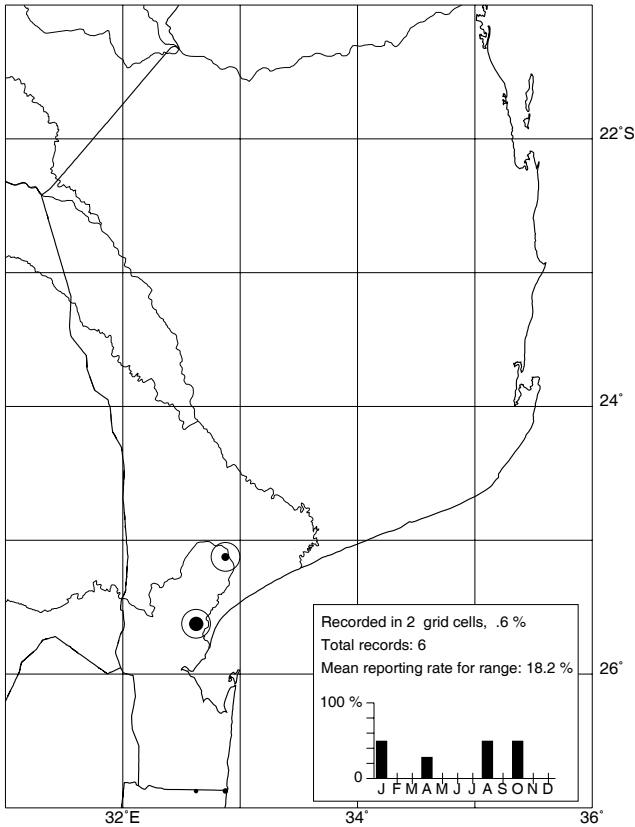 22˚S
24˚
26˚
Recorded in 2 grid cells, .6 %
Total records: 6
Mean reporting rate for range: 18.2 %
100 %
0
J F M A M J J A S O N D
32˚E
34˚
36˚